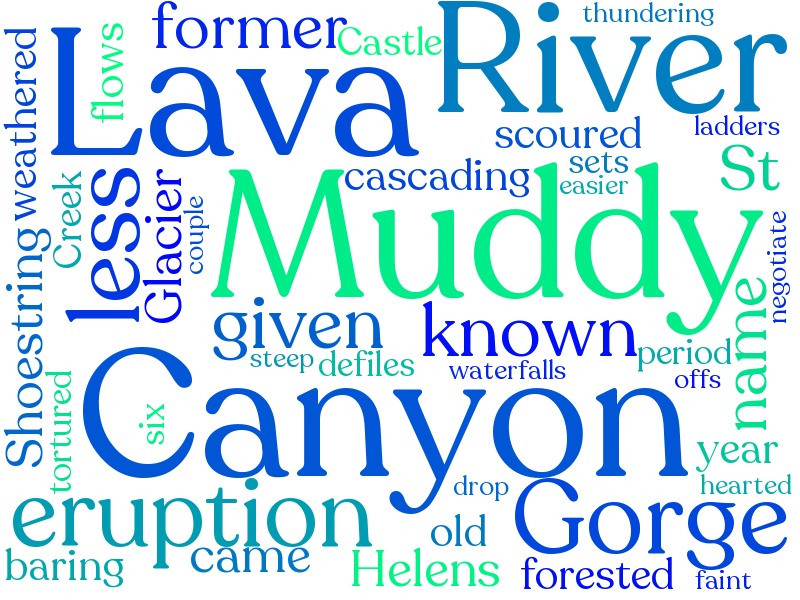 thundering
former
River
Castle
flows
Lava
weathered
ladders
scoured
St
sets
cascading
easier
Creek
less
Glacier
couple
Muddy
negotiate
Shoestring
given
known
name
period
steep
defiles
waterfalls
offs
tortured
six
Canyon
year
hearted
drop
eruption
old
Gorge
baring
came
Helens
forested
faint